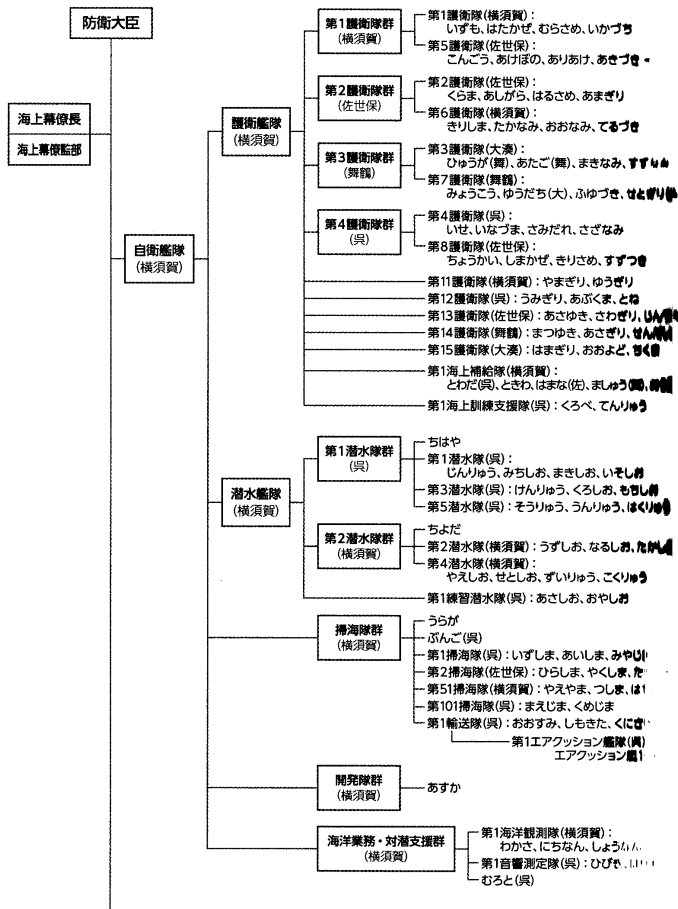 防衛大臣
海上幕僚長
海上幕僚監部
自衛艦隊
(横須賀)
護衛艦隊
(横須賀)
第1護衛隊群
(横須賀)
第1護衛隊(横須賀):
いずも、はたかぜ、むらさめ、いかづち
第5護衛隊(佐世保):
こんごう、あけぼの、ありあけ、あきづき
第2護衛隊群
(佐世保)
第2護衛隊(佐世保):
くらま、あしがら、はるさめ、あまぎり
第6護衛隊(横須賀):
きりしま、たかなみ、おおなみ、てるづき
第3護衛隊群
(舞鶴)
第3護衛隊(大湊):
ひゅうが(舞)、あたご(舞)、まきなみ、
第7護衛隊(舞鶴):
みょうこう、ゆうだち(大)、ふゆづき、せとぎり
第4護衛隊群
(呉)
第4護衛隊(呉):
いせ、いなづま、さみだれ、さざなみ
第8護衛隊(佐世保):
ちょうかい、しまかぜ、きりさめ、すずつき
第11護衛隊(横須賀):やまぎり、ゆうぎり
第12護衛隊(呉):うみぎり、あぶくま、とね
第13護衛隊(佐世保):あさゆき、さわぎり、
第14護衛隊(舞鶴):まつゆき、あさぎり、
第15護衛隊(大湊):はまぎり、おおよど、ちくま
第1海上補給隊(横須賀):
とわだ(呉)、ときわ、はまな(佐)、ましゅう
第1海上訓練支援隊(呉):くろべ、てんりゅう
潜水艦隊
(横須賀)
第1潜水隊群
(呉)
ちはや
第1潜水隊(呉):
じんりゅう、みちしお、まきしお、いそしお
第3潜水隊(呉):けんりゅう、くろしお、もちしお
第5潜水隊(呉):そうりゅう、うんりゅう、はくりゅう
第2潜水隊群
(横須賀)
ちよだ
第2潜水隊(横須賀):うずしお、なるしお、
第4潜水隊(横須賀):
やえしお、せとしお、ずいりゅう、こくりゅう
第1練習潜水隊(呉):あさしお、おやしお
掃海隊群
(横須賀)
うらが
ぶんご(呉)
第1掃海隊(呉):いずしま、あいしま、みやじ
第2掃海隊(佐世保):ひらしま、やくしま、た
第51掃海隊(横須賀):やえやま、つしま、
第101掃海隊(呉):まえじま、くめじま
第1輸送隊(呉):おおすみ、しもきた、くにさ
第1エアクッション艇隊(呉)
エアクッション艇1
開発隊群
(横須賀)
あすか
海洋業務・対潜支援群
(横須賀)
第1海洋観測隊(横須賀):
わかさ、にちなん、しょうなん
第1音響測定隊(呉):ひびき、
むろと(呉)